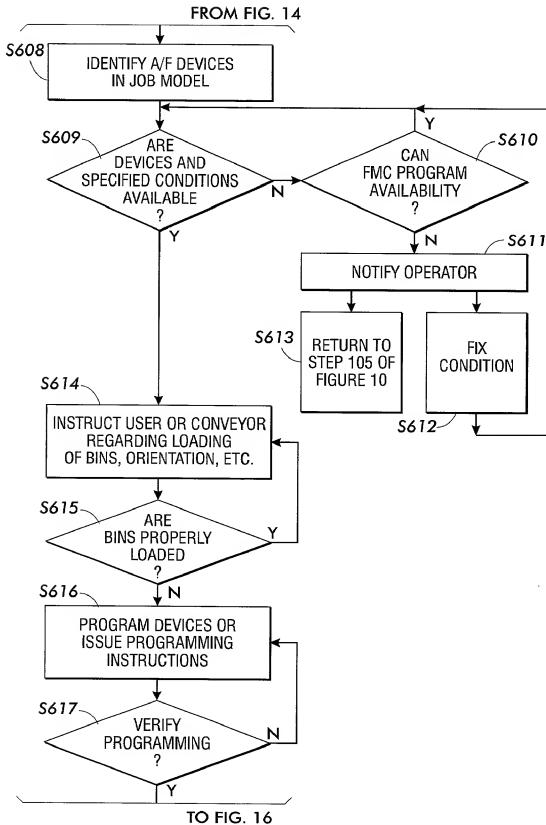 FROM FIG. 14
S608
IDENTIFY A/F DEVICES
IN JOB MODEL
S609
ARE
DEVICES AND
SPECIFIED CONDITIONS
AVAILABLE
?
N
Y
S610
CAN
FMC PROGRAM
AVAILABILITY
?
Y
N
S611
NOTIFY OPERATOR
S613
RETURN TO
STEP 105 OF
FIGURE 10
FIX
CONDITION
S612
S614
INSTRUCT USER OR CONVEYOR
REGARDING LOADING
OF BINS, ORIENTATION, ETC.
S615
ARE
BINS PROPERLY
LOADED
?
Y
N
S616
PROGRAM DEVICES OR
ISSUE PROGRAMMING
INSTRUCTIONS
S617
VERIFY
PROGRAMMING
?
N
Y
TO FIG. 16